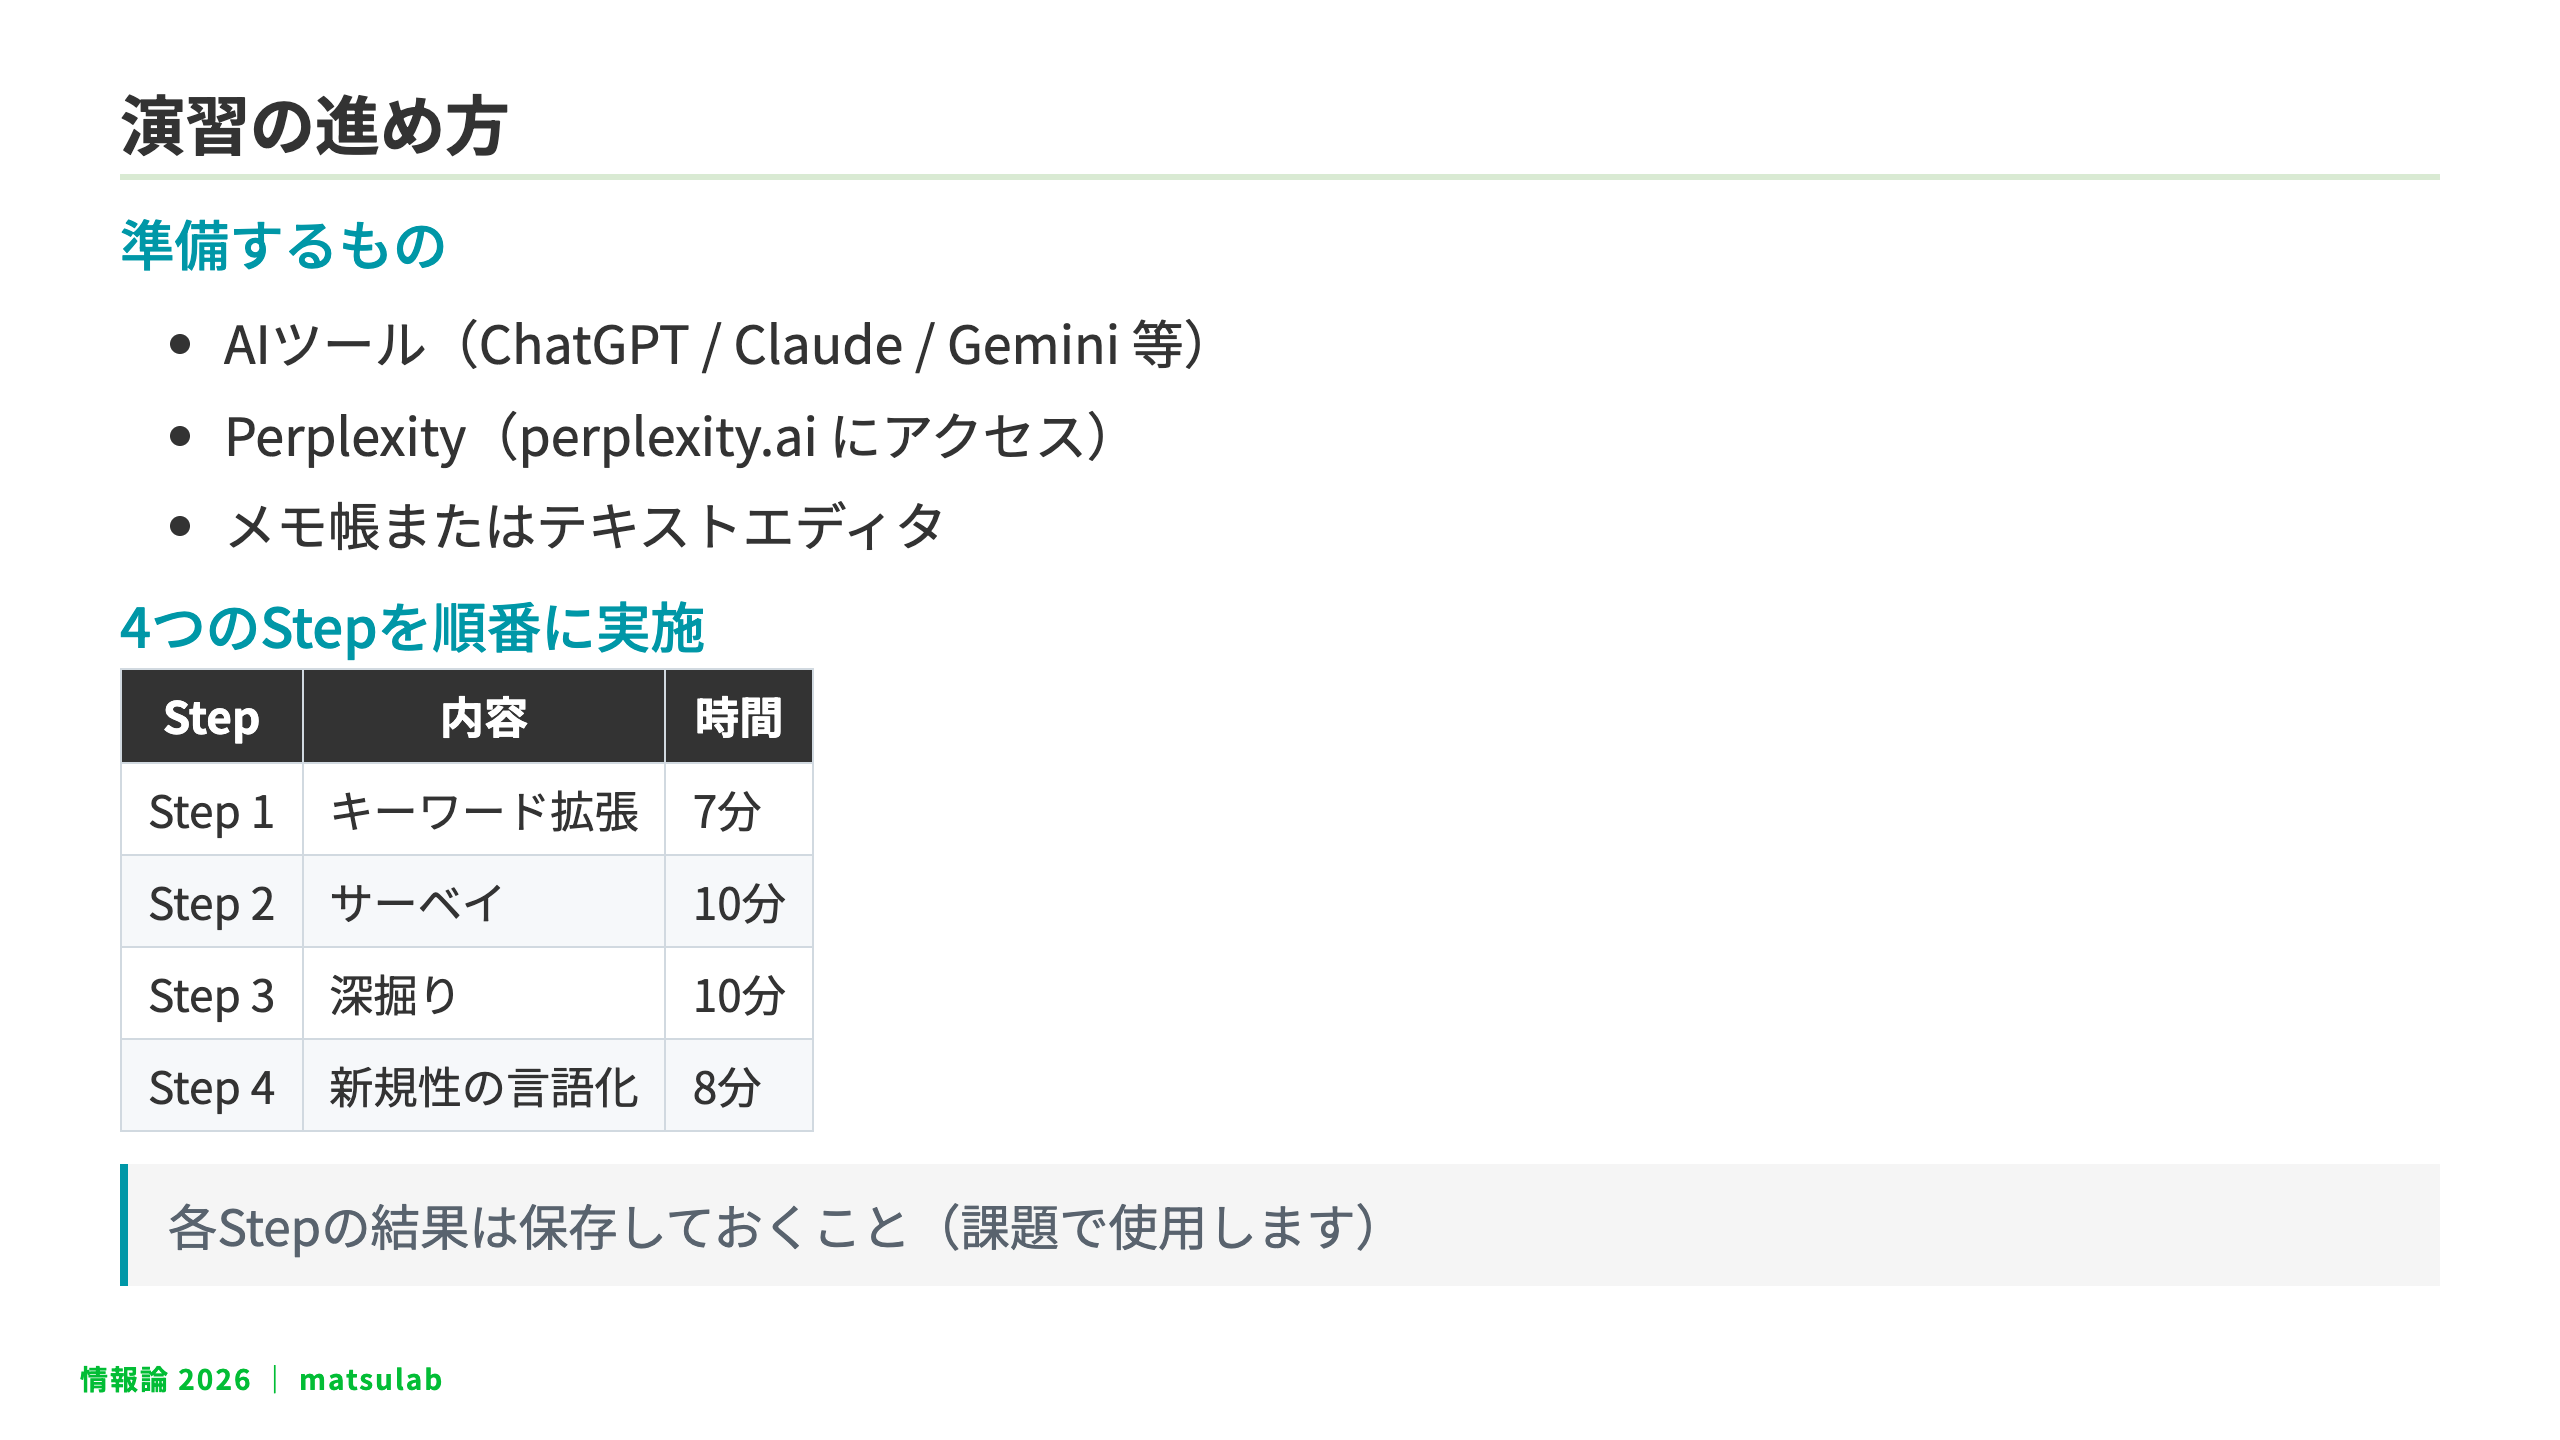 演習の進め方
準備するもの
AIツール（ChatGPT / Claude / Gemini 等）
Perplexity（perplexity.ai にアクセス）
メモ帳またはテキストエディタ
4つのStepを順番に実施
Step 内容 時間
Step 1 キーワード拡張 7分
Step 2 サーベイ 10分
Step 3 深掘り 10分
Step 4 新規性の言語化 8分
各Stepの結果は保存しておくこと（課題で使用します）
情報論 2026 ｜ matsulab